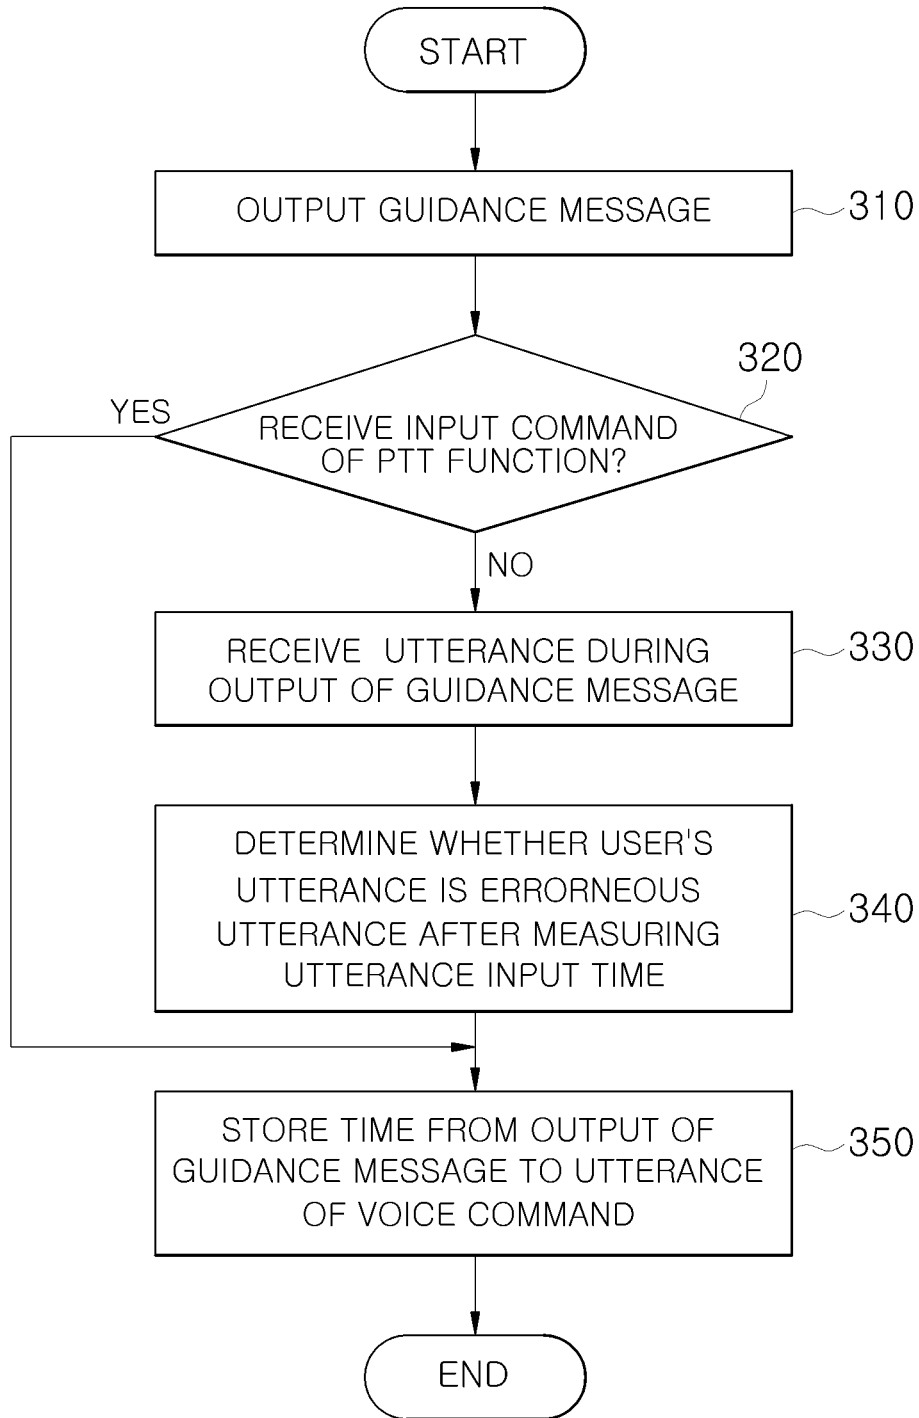 START
OUTPUT GUIDANCE MESSAGE
310
320
YES
RECEIVE INPUT COMMAND
OF PTT FUNCTION?
NO
RECEIVE UTTERANCE DURING
OUTPUT OF GUIDANCE MESSAGE
330
DETERMINE WHETHER USER'S
UTTERANCE IS ERRORNEOUS
UTTERANCE AFTER MEASURING
UTTERANCE INPUT TIME
340
STORE TIME FROM OUTPUT OF
GUIDANCE MESSAGE TO UTTERANCE
OF VOICE COMMAND
350
END